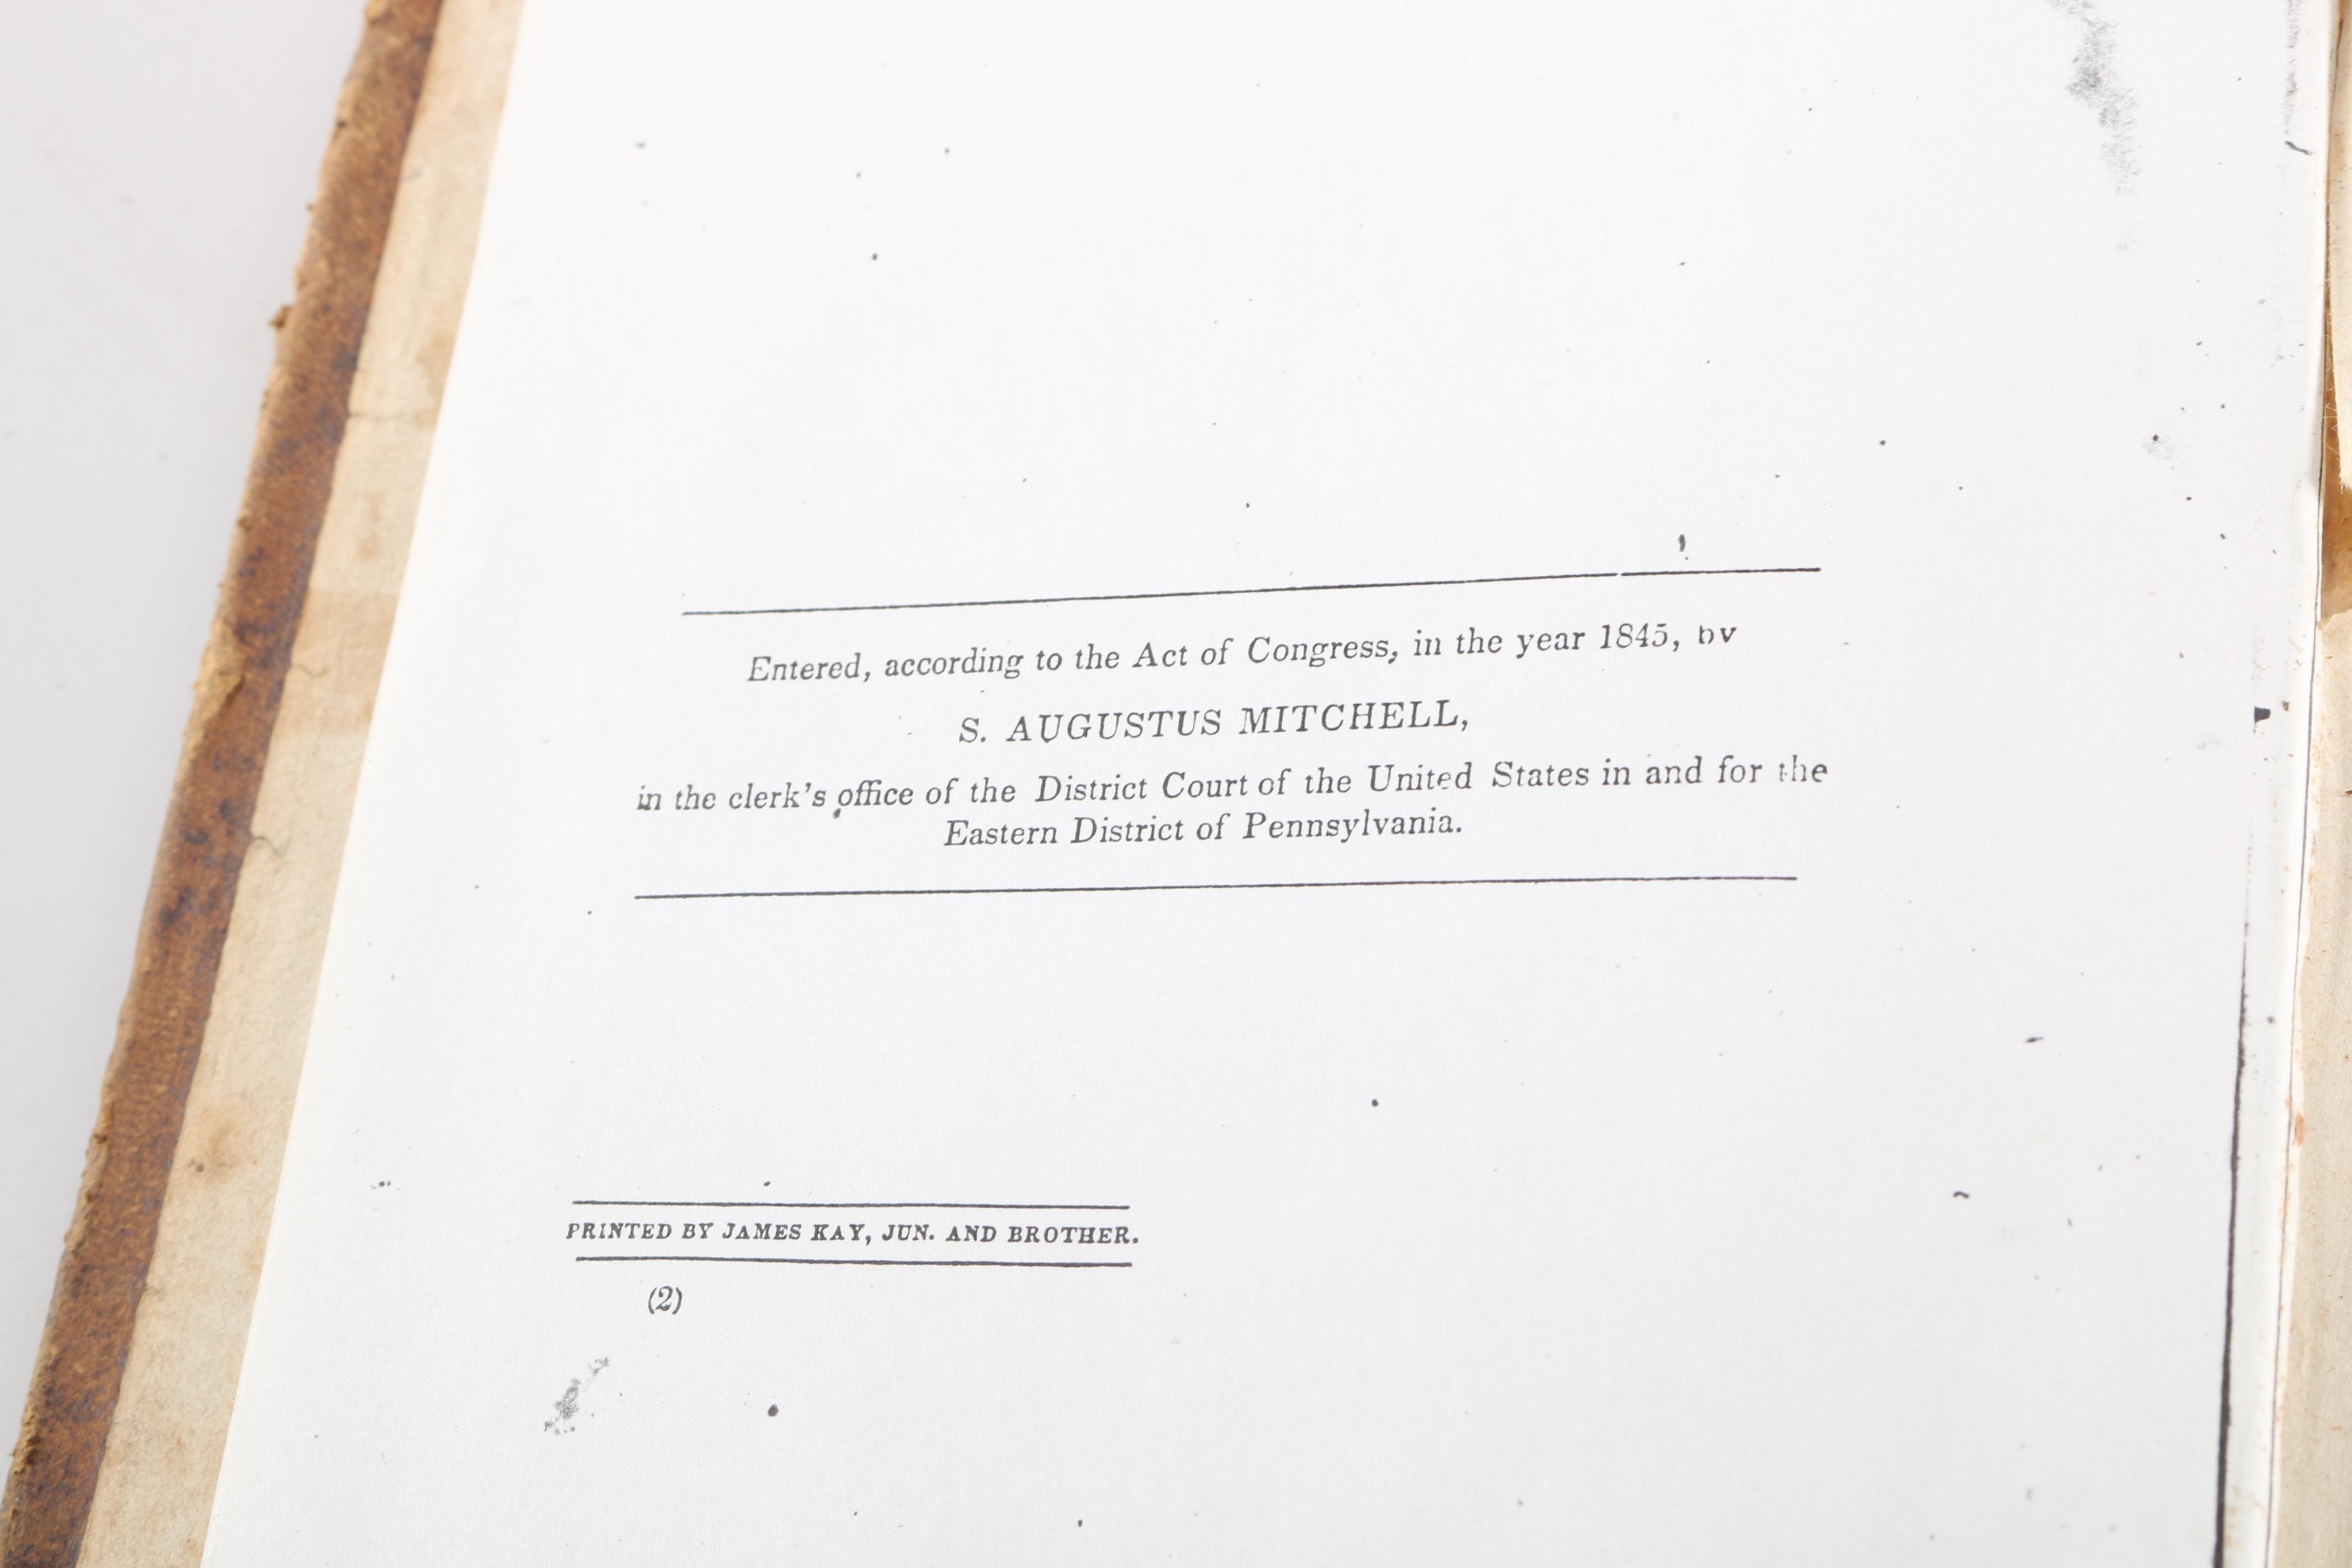 Entered, according to the Act of Congress, in the year 1845, by
S. AUGUSTUS MITCHELL,
in the clerk's office of the District Court of the United States in and for the
Eastern District of Pennsylvania.
PRINTED BY JAMES KAY, JUN. AND BROTHER.
(2)